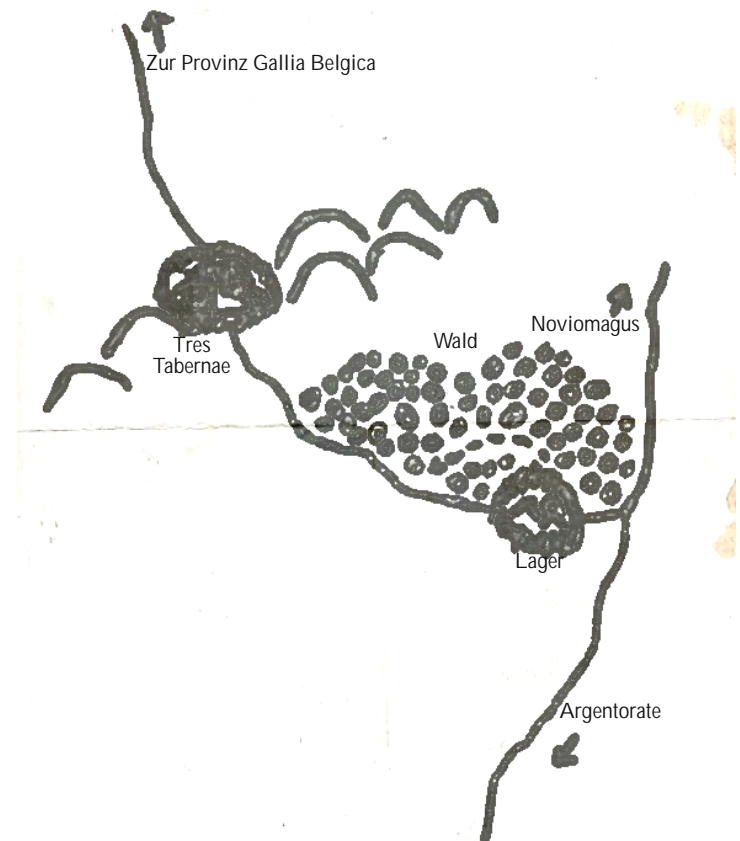 Zur Provinz Gallia Belgica
Noviomagus
Wald
Tres
Tabernae
Lager
Argentorate